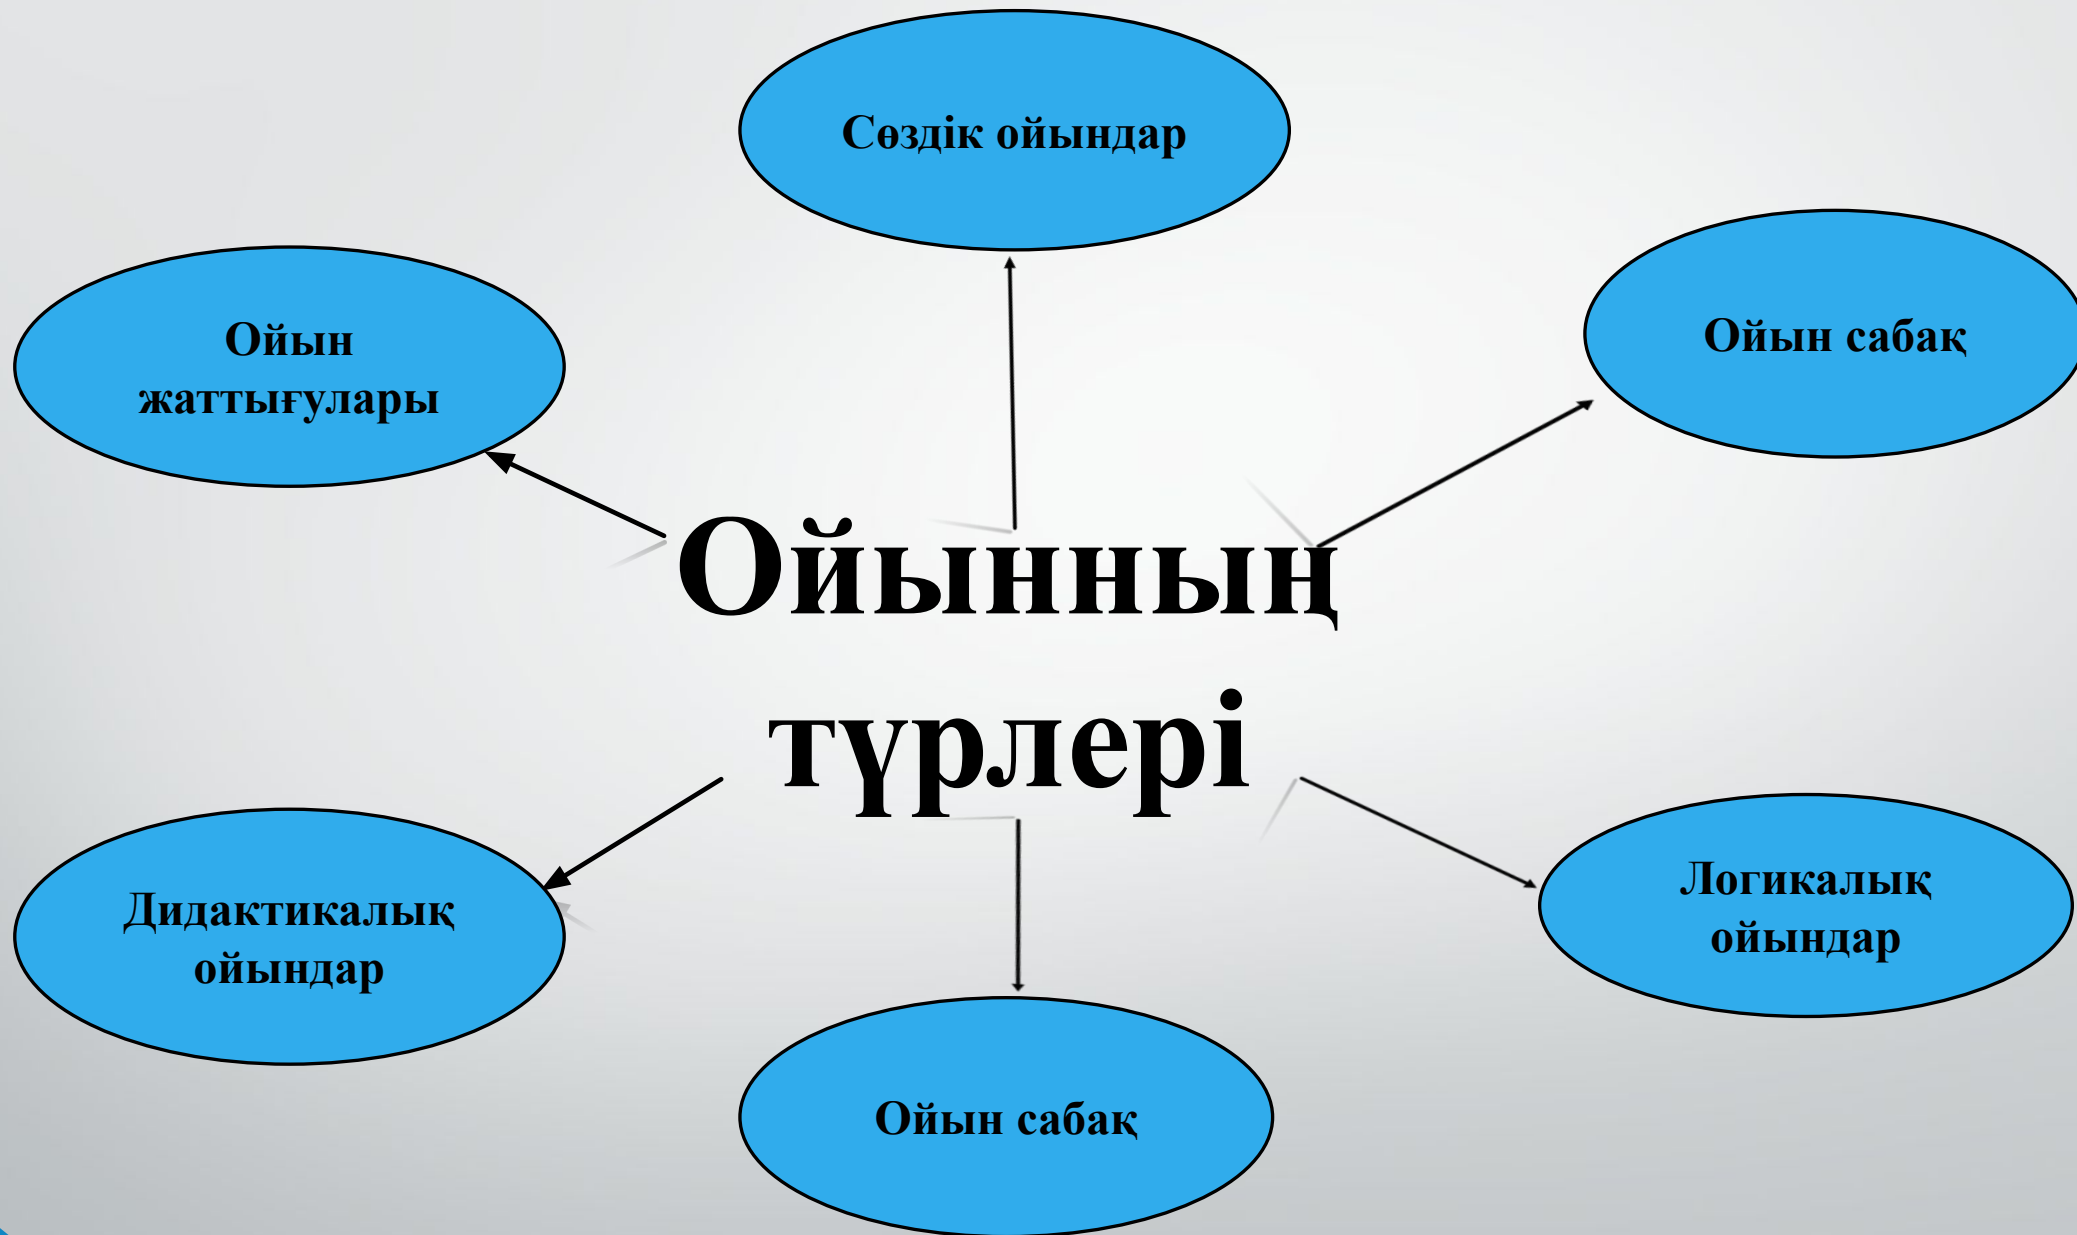 Сөздік ойындар
Ойын сабақ
Ойын
жаттығулары
Ойынның
түрлері
Дидактикалық
ойындар
Логикалық
ойындар
Ойын сабақ